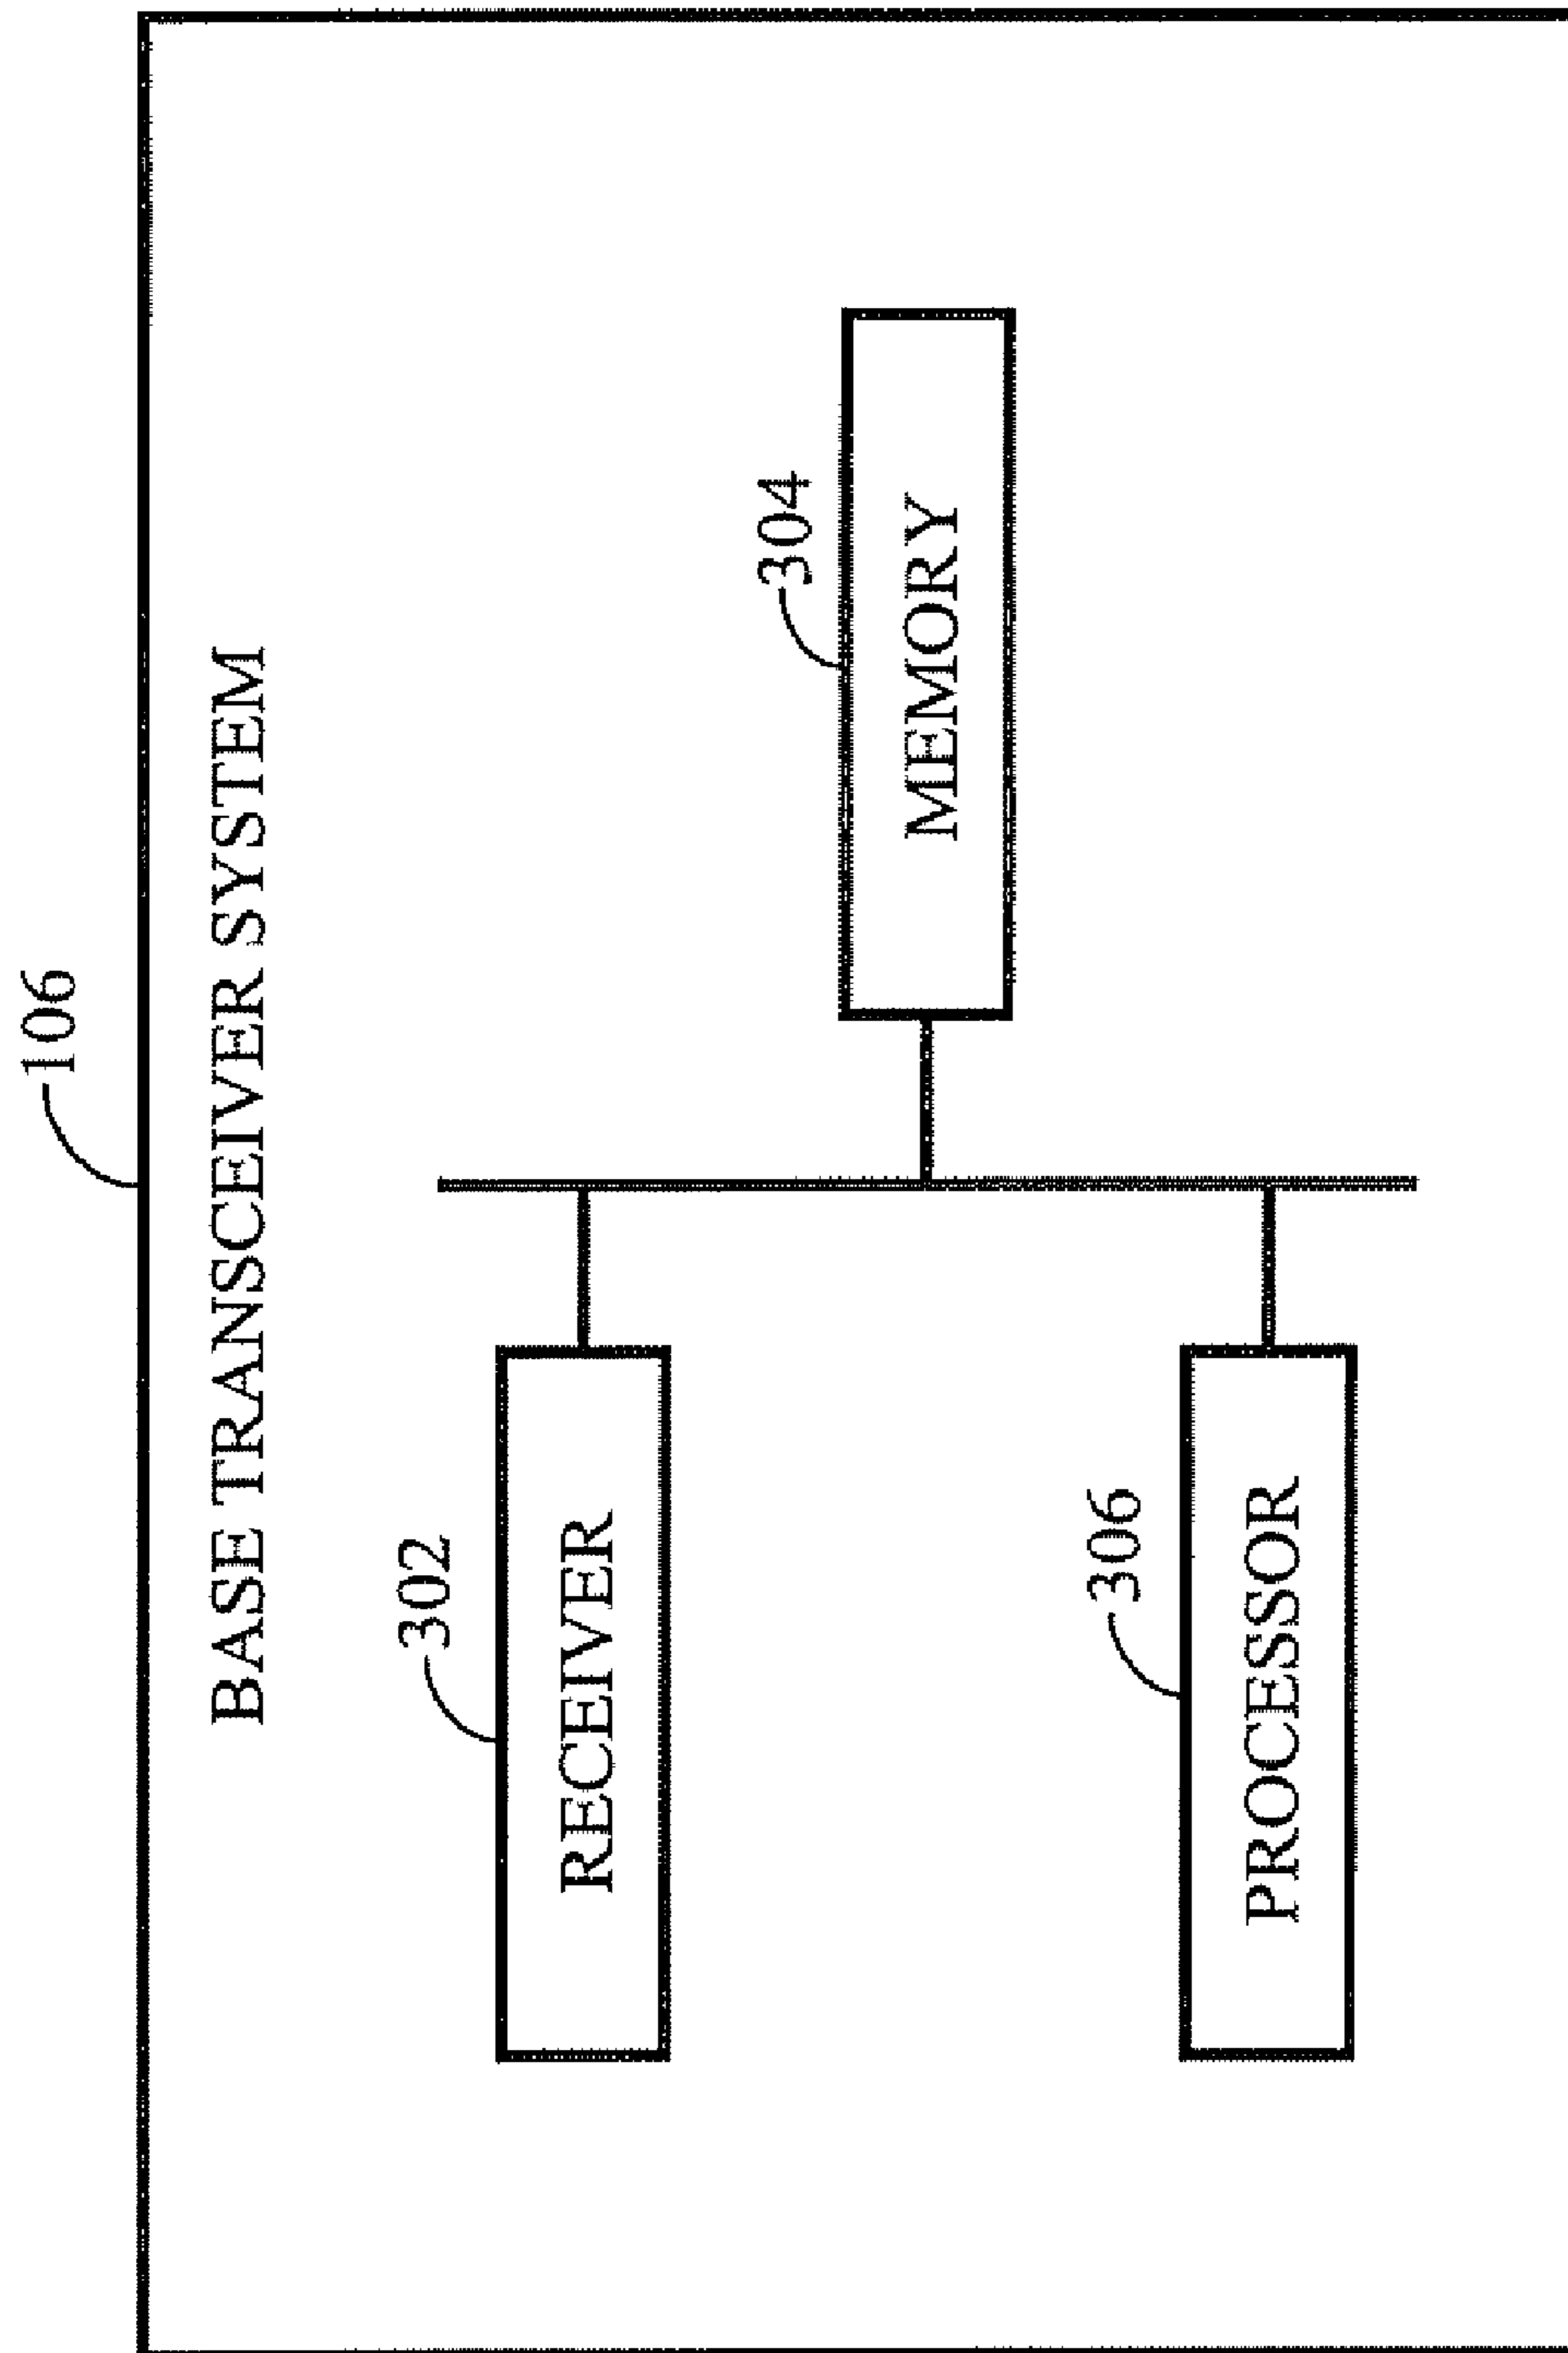 106
BASE TRANSCEIVER SYSTEM
302
RECEIVER
304
MEMORY
306
PROCESSOR